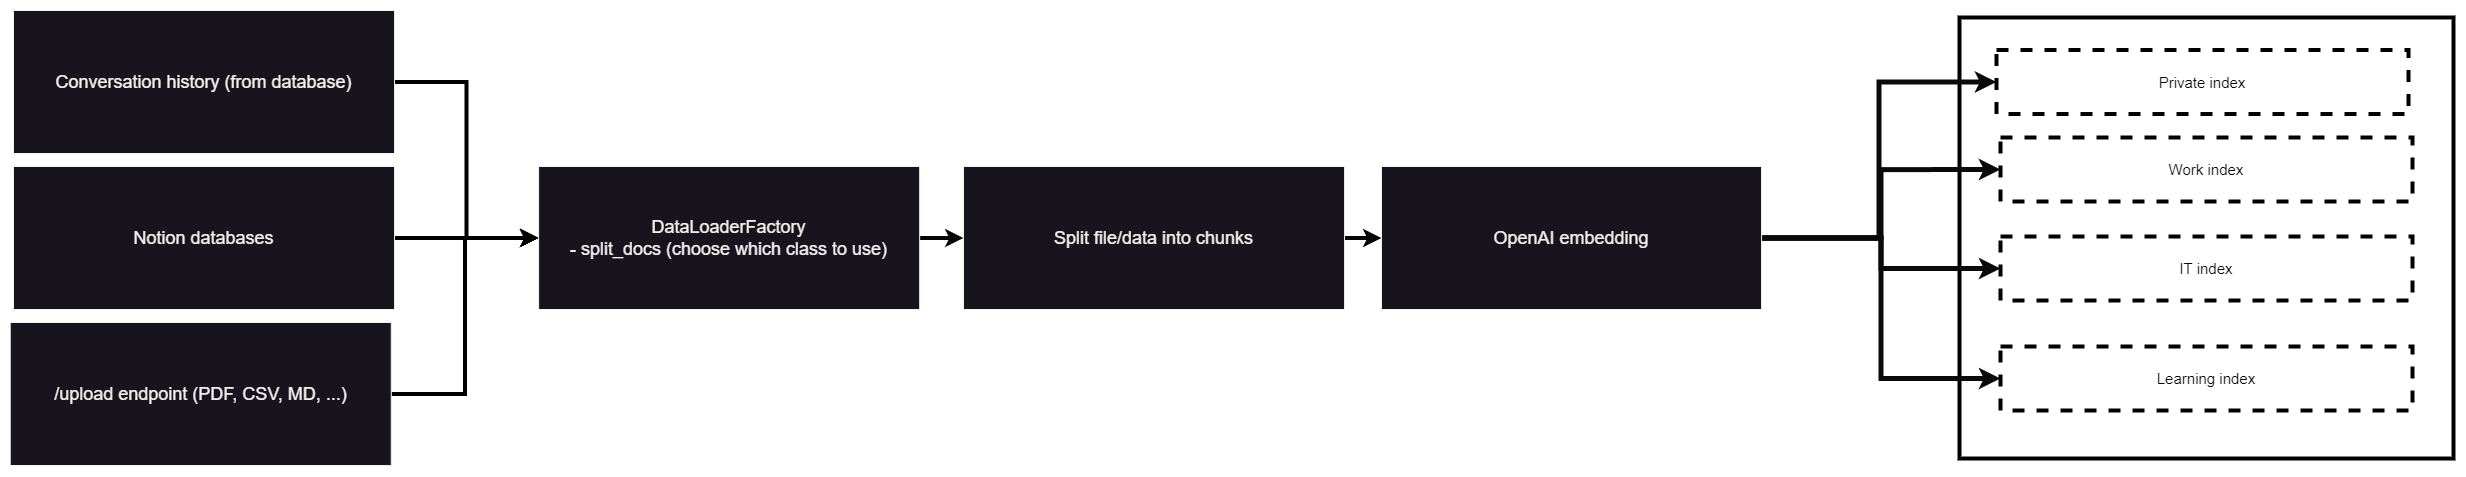 Conversation history (from database)
Notion databases
/upload endpoint (PDF, CSV, MD, ...)
DataLoaderFactory
- split_docs (choose which class to use)
Split file/data into chunks
OpenAI embedding
Private index
Work index
IT index
Learning index